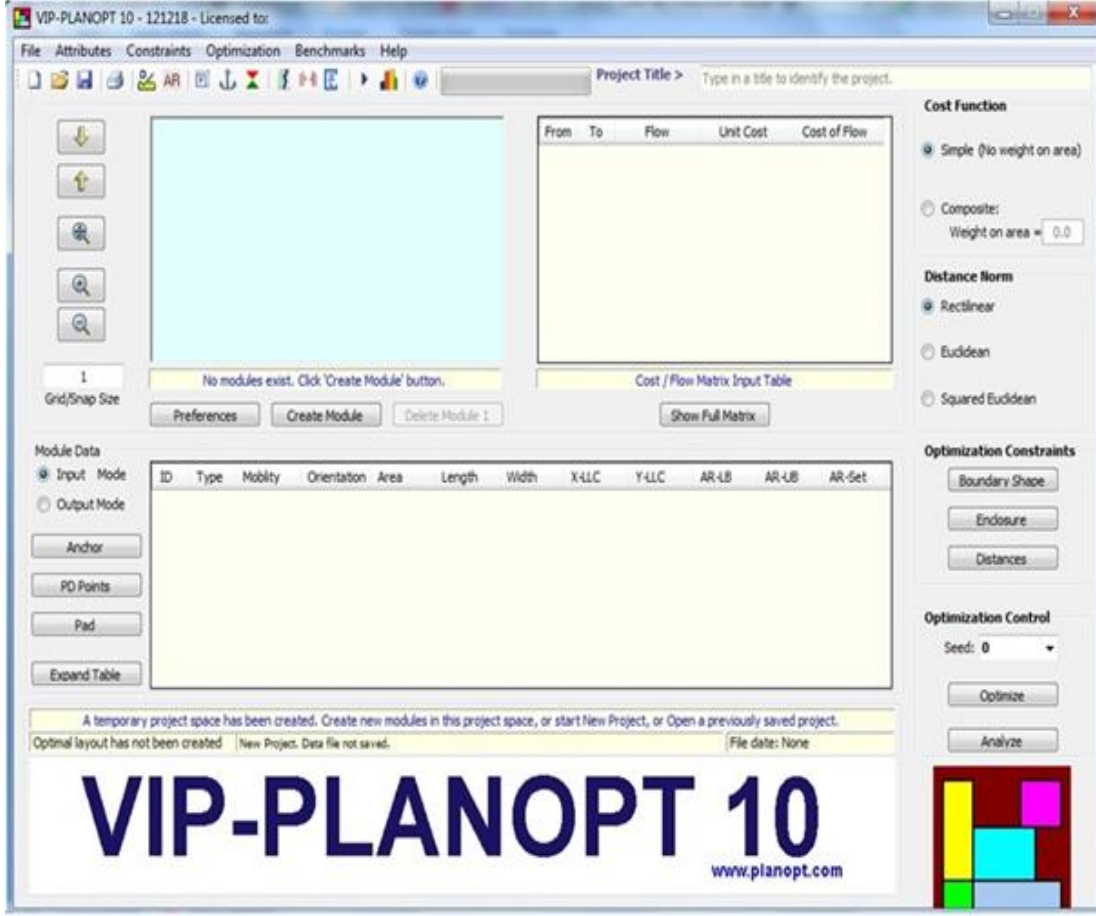 VIP-PLANOPT 10 - 121218 - Licensed to:
File Attributes Constraints Optimization Benchmarks Help
AR Project Title > Type in a title to identify the project.
From To Flow Unit Cost Cost of Flow
Cost Function
Simple (No weight on area)
Composite:
Weight on area = 0.0
Distance Norm
Rectilinear
Euclidean
Squared Euclidean
1
Grid/Snap Size
No modules exist. Click 'Create Module' button.
Cost / Flow Matrix Input Table
Preferences Create Module Delete Module 1 Show Full Matrix
Module Data
Input Mode
Output Mode
Anchor
PD Points
Pad
Expand Table
ID Type Moblity Orientation Area Length Width X-LLC Y-LLC AR-LB AR-UB AR-Set
Optimization Constraints
Boundary Shape
Enclosure
Distances
Optimization Control
Seed: 0
Optimize
Analyze
A temporary project space has been created. Create new modules in this project space, or start New Project, or Open a previously saved project.
Optimal layout has not been created New Project. Data file not saved. File date: None
VIP-PLANOPT 10
www.planopt.com